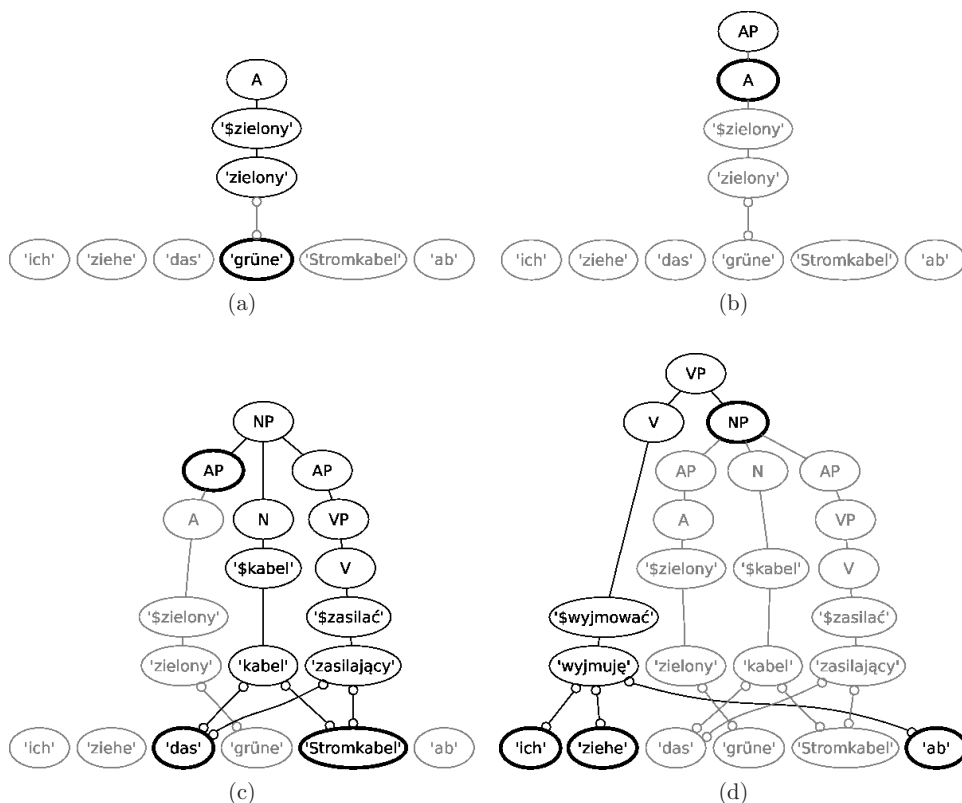 A
'$zielony'
'zielony'
'ich' 'ziehe' 'das' 'grüne' 'Stromkabel' 'ab'
(a)
AP
A
'$zielony'
'zielony'
'ich' 'ziehe' 'das' 'grüne' 'Stromkabel' 'ab'
(b)
NP
AP AP
A N VP
'$kabel' V
'$zielony' '$zasilać'
'zielony' 'kabel' 'zasilający'
'ich' 'ziehe' 'das' 'grüne' 'Stromkabel' 'ab'
(c)
VP
V NP
AP N AP
A VP
'$zielony' '$kabel' V
'$wyjmować' '$zasilać'
'wyjmuję' 'zielony' 'kabel' 'zasilający'
'ich' 'ziehe' 'das' 'grüne' 'Stromkabel' 'ab'
(d)